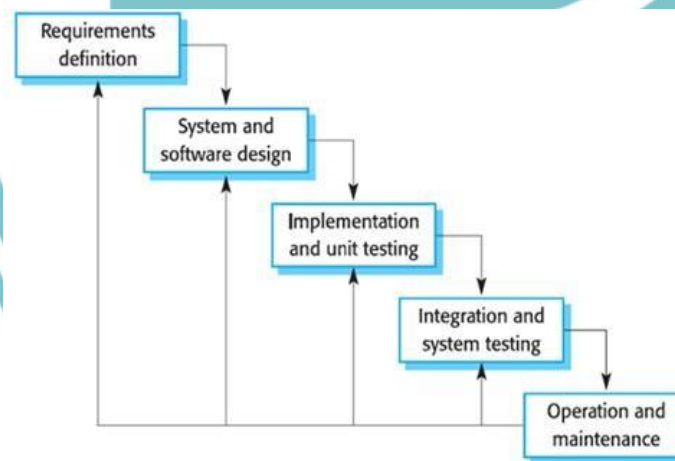 Requirements
definition
System and
software design
Implementation
and unit testing
Integration and
system testing
Operation and
maintenance